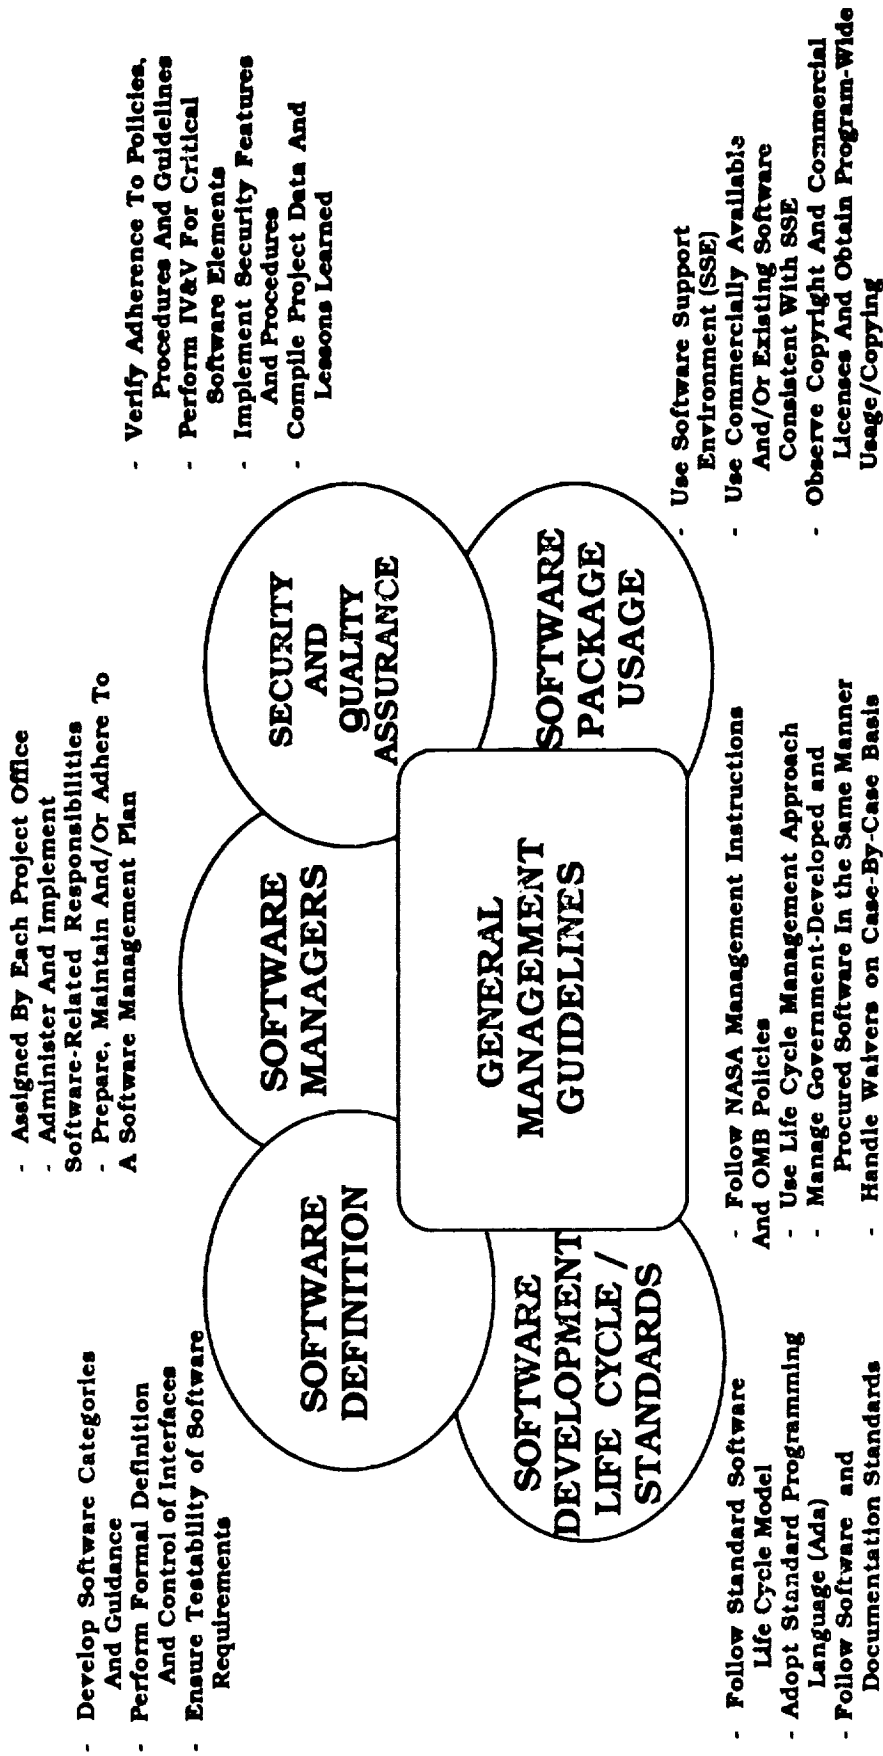 - Assigned By Each Project Office
- Administer And Implement
Software-Related Responsibilities
- Prepare, Maintain And/Or Adhere To
A Software Management Plan
- Develop Software Categories
And Guidance
- Perform Formal Definition
And Control of Interfaces
- Ensure Testability of Software
Requirements
- Verify Adherence To Policies,
Procedures And Guidelines
- Perform IV&V For Critical
Software Elements
- Implement Security Features
And Procedures
- Compile Project Data And
Lessons Learned
SOFTWARE
DEFINITION
SOFTWARE
MANAGERS
SECURITY
AND
QUALITY
ASSURANCE
SOFTWARE
DEVELOPMENT
LIFE CYCLE /
STANDARDS
GENERAL
MANAGEMENT
GUIDELINES
SOFTWARE
PACKAGE
USAGE
- Follow Standard Software
Life Cycle Model
- Adopt Standard Programming
Language (Ada)
- Follow Software and
Documentation Standards
- Follow NASA Management Instructions
And OMB Policies
- Use Life Cycle Management Approach
- Manage Government-Developed and
Procured Software In the Same Manner
- Handle Waivers on Case-By-Case Basis
- Use Software Support
Environment (SSE)
- Use Commercially Available
And/Or Existing Software
Consistent With SSE
- Observe Copyright And Commercial
Licenses And Obtain Program-Wide
Usage/Copying